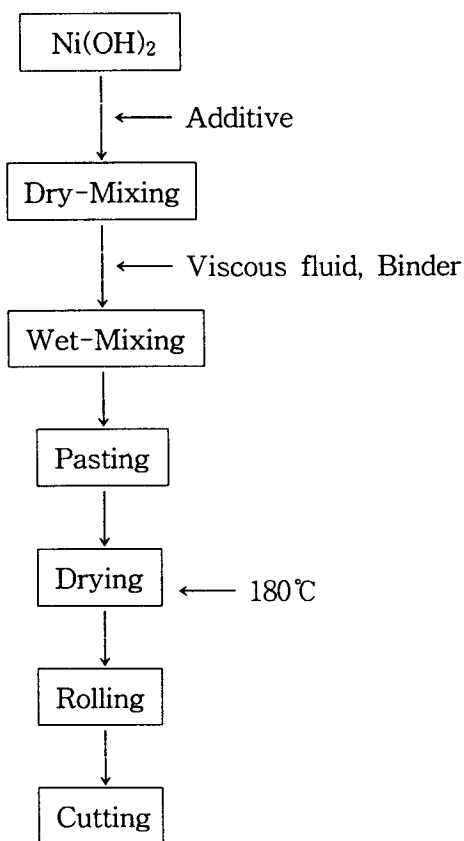 Ni(OH)₂
Additive
Dry-Mixing
Viscous fluid, Binder
Wet-Mixing
Pasting
Drying
180℃
Rolling
Cutting